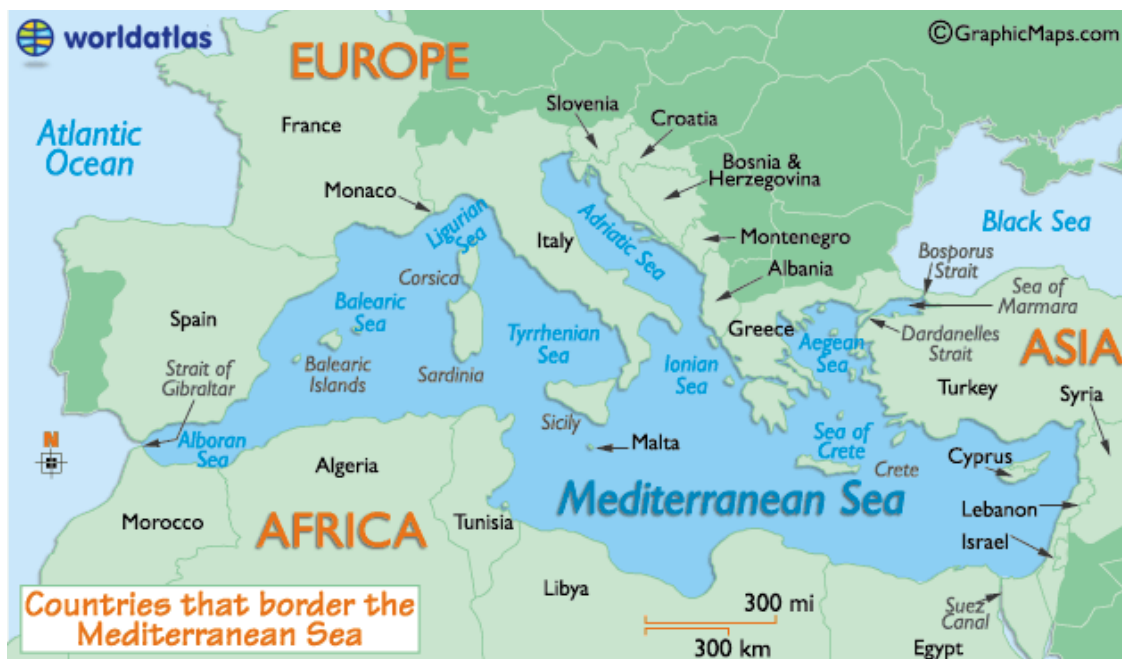 worldatlas
©GraphicMaps.com
EUROPE
Atlantic
Ocean
France
Monaco
Slovenia
Croatia
Bosnia &
Herzegovina
Montenegro
Albania
Black Sea
Bosporus
Strait
Sea of
Marmara
Dardanelles
Strait
ASIA
Ligurian
Sea
Adriatic Sea
Italy
Corsica
Balearic
Sea
Spain
Balearic
Islands
Sardinia
Tyrrhenian
Sea
Ionian
Sea
Greece
Aegean
Sea
Turkey
Syria
Strait of
Gibraltar
Alboran
Sea
N
Sicily
Malta
Sea of
Crete
Crete
Cyprus
Lebanon
Israel
Mediterranean Sea
Algeria
Morocco
AFRICA
Tunisia
Libya
Suez
Canal
Egypt
300 mi
300 km
Countries that border the
Mediterranean Sea